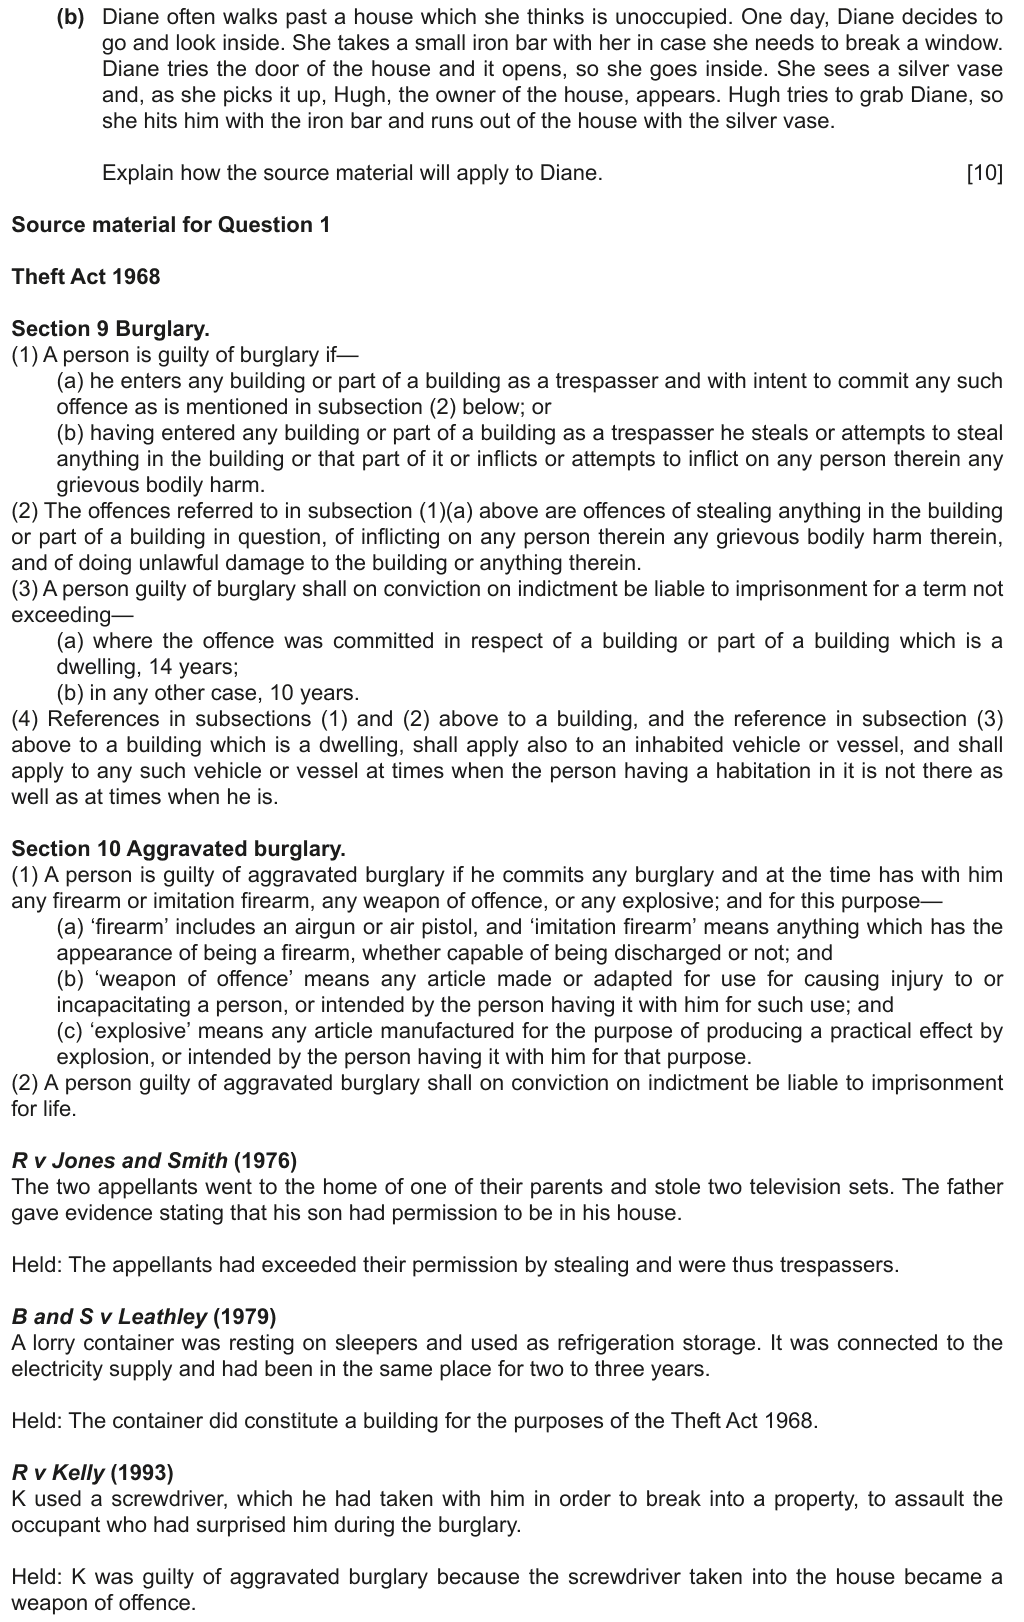 (b) Diane often walks past a house which she thinks is unoccupied. One day, Diane decides to
go and look inside. She takes a small iron bar with her in case she needs to break a window.
Diane tries the door of the house and it opens, so she goes inside. She sees a silver vase
and, as she picks it up, Hugh, the owner of the house, appears. Hugh tries to grab Diane, so
she hits him with the iron bar and runs out of the house with the silver vase.
Explain how the source material will apply to Diane. [10]
Source material for Question 1
Theft Act 1968
Section 9 Burglary.
(1) A person is guilty of burglary if—
(a) he enters any building or part of a building as a trespasser and with intent to commit any such
offence as is mentioned in subsection (2) below; or
(b) having entered any building or part of a building as a trespasser he steals or attempts to steal
anything in the building or that part of it or inflicts or attempts to inflict on any person therein any
grievous bodily harm.
(2) The offences referred to in subsection (1)(a) above are offences of stealing anything in the building
or part of a building in question, of inflicting on any person therein any grievous bodily harm therein,
and of doing unlawful damage to the building or anything therein.
(3) A person guilty of burglary shall on conviction on indictment be liable to imprisonment for a term not
exceeding—
(a) where the offence was committed in respect of a building or part of a building which is a
dwelling, 14 years;
(b) in any other case, 10 years.
(4) References in subsections (1) and (2) above to a building, and the reference in subsection (3)
above to a building which is a dwelling, shall apply also to an inhabited vehicle or vessel, and shall
apply to any such vehicle or vessel at times when the person having a habitation in it is not there as
well as at times when he is.
Section 10 Aggravated burglary.
(1) A person is guilty of aggravated burglary if he commits any burglary and at the time has with him
any firearm or imitation firearm, any weapon of offence, or any explosive; and for this purpose—
(a) ‘firearm’ includes an airgun or air pistol, and ‘imitation firearm’ means anything which has the
appearance of being a firearm, whether capable of being discharged or not; and
(b) ‘weapon of offence’ means any article made or adapted for use for causing injury to or
incapacitating a person, or intended by the person having it with him for such use; and
(c) ‘explosive’ means any article manufactured for the purpose of producing a practical effect by
explosion, or intended by the person having it with him for that purpose.
(2) A person guilty of aggravated burglary shall on conviction on indictment be liable to imprisonment
for life.
R v Jones and Smith (1976)
The two appellants went to the home of one of their parents and stole two television sets. The father
gave evidence stating that his son had permission to be in his house.
Held: The appellants had exceeded their permission by stealing and were thus trespassers.
B and S v Leathley (1979)
A lorry container was resting on sleepers and used as refrigeration storage. It was connected to the
electricity supply and had been in the same place for two to three years.
Held: The container did constitute a building for the purposes of the Theft Act 1968.
R v Kelly (1993)
K used a screwdriver, which he had taken with him in order to break into a property, to assault the
occupant who had surprised him during the burglary.
Held: K was guilty of aggravated burglary because the screwdriver taken into the house became a
weapon of offence.